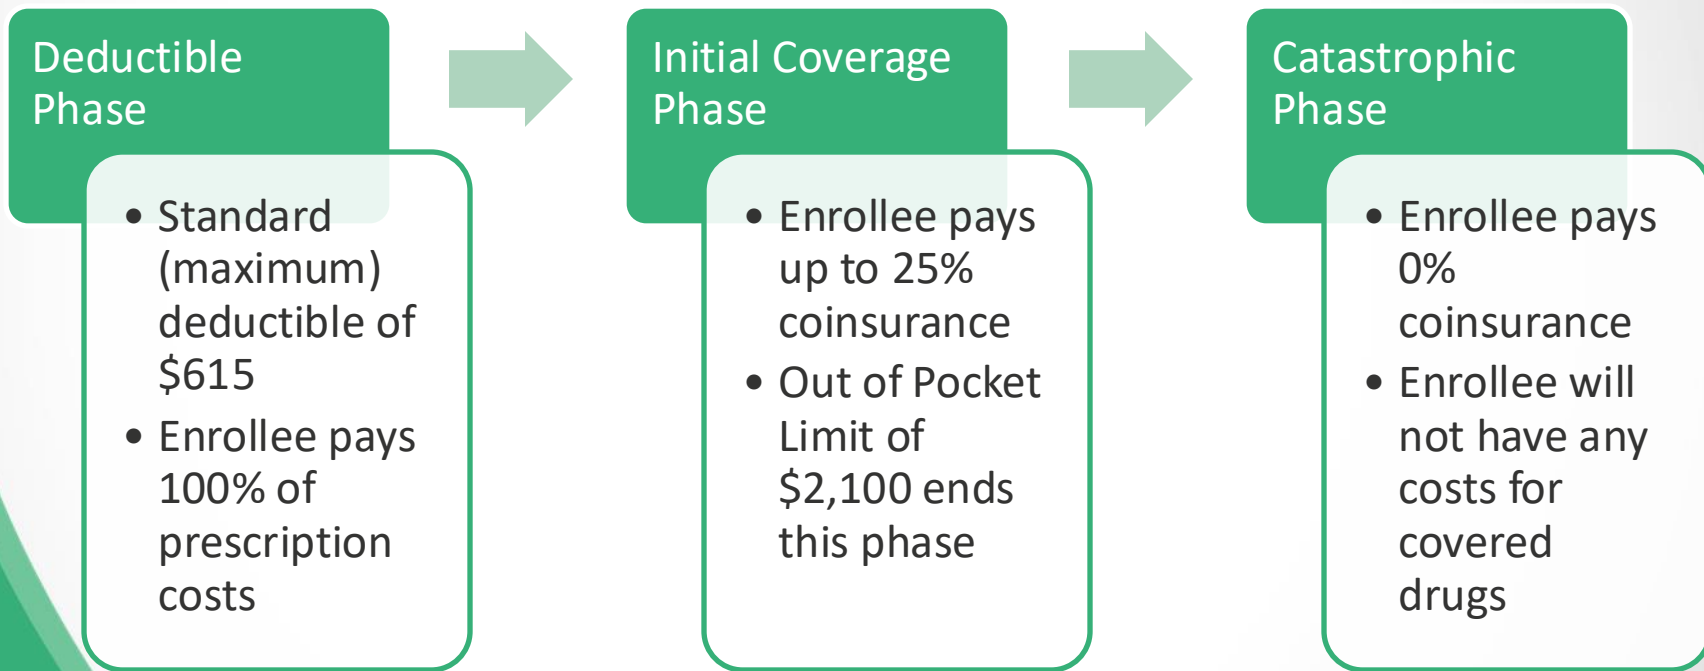 Deductible
Phase
• Standard
(maximum)
deductible of
$615
• Enrollee pays
100% of
prescription
costs
Initial Coverage
Phase
• Enrollee pays
up to 25%
coinsurance
• Out of Pocket
Limit of
$2,100 ends
this phase
Catastrophic
Phase
• Enrollee pays
0%
coinsurance
• Enrollee will
not have any
costs for
covered
drugs